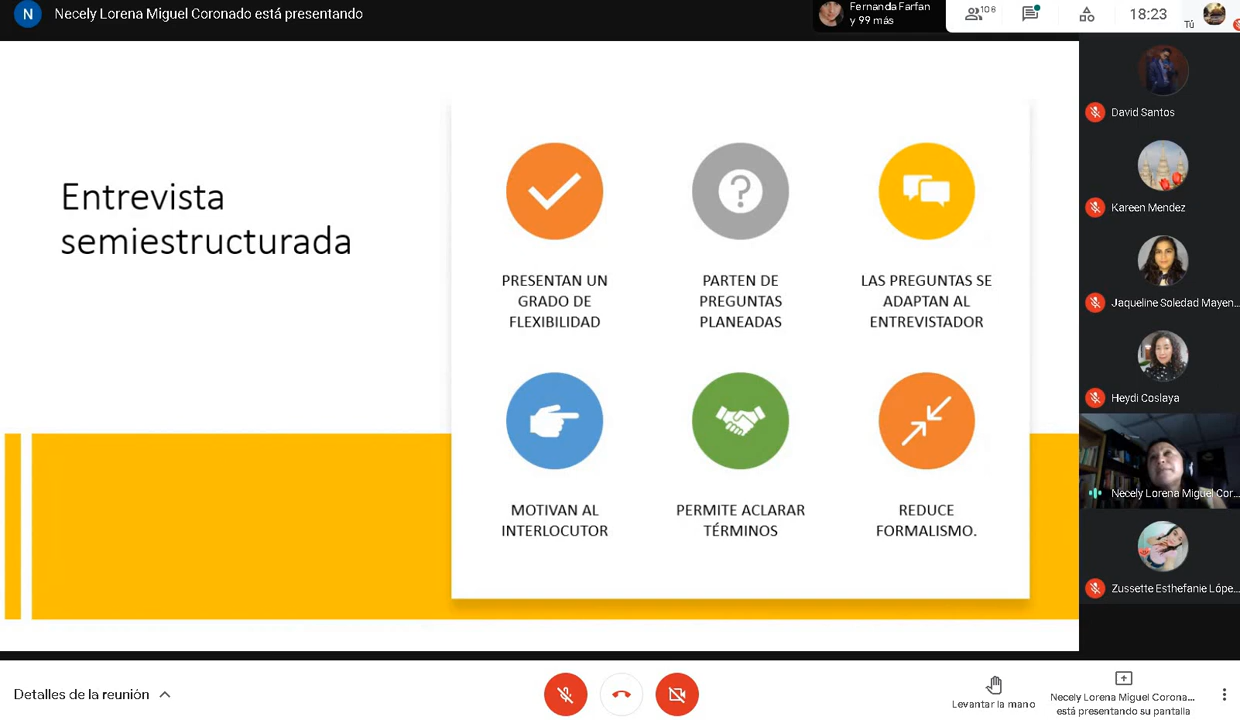 N
Necely Lorena Miguel Coronado está presentando
Fernanda Farfan
y 99 más
106
18:23
Tú
Entrevista
semiestructurada
PRESENTAN UN
GRADO DE
FLEXIBILIDAD
PARTEN DE
PREGUNTAS
PLANEADAS
LAS PREGUNTAS SE
ADAPTAN AL
ENTREVISTADOR
MOTIVAN AL
INTERLOCUTOR
PERMITE ACLARAR
TÉRMINOS
REDUCE
FORMALISMO.
David Santos
Kareen Mendez
Jaqueline Soledad Mayen...
Heydi Coslaya
Necely Lorena Miguel Cor...
Zussette Esthefanie Lópe...
Detalles de la reunión
Levantar la mano
Necely Lorena Miguel Corona...
está presentando su pantalla